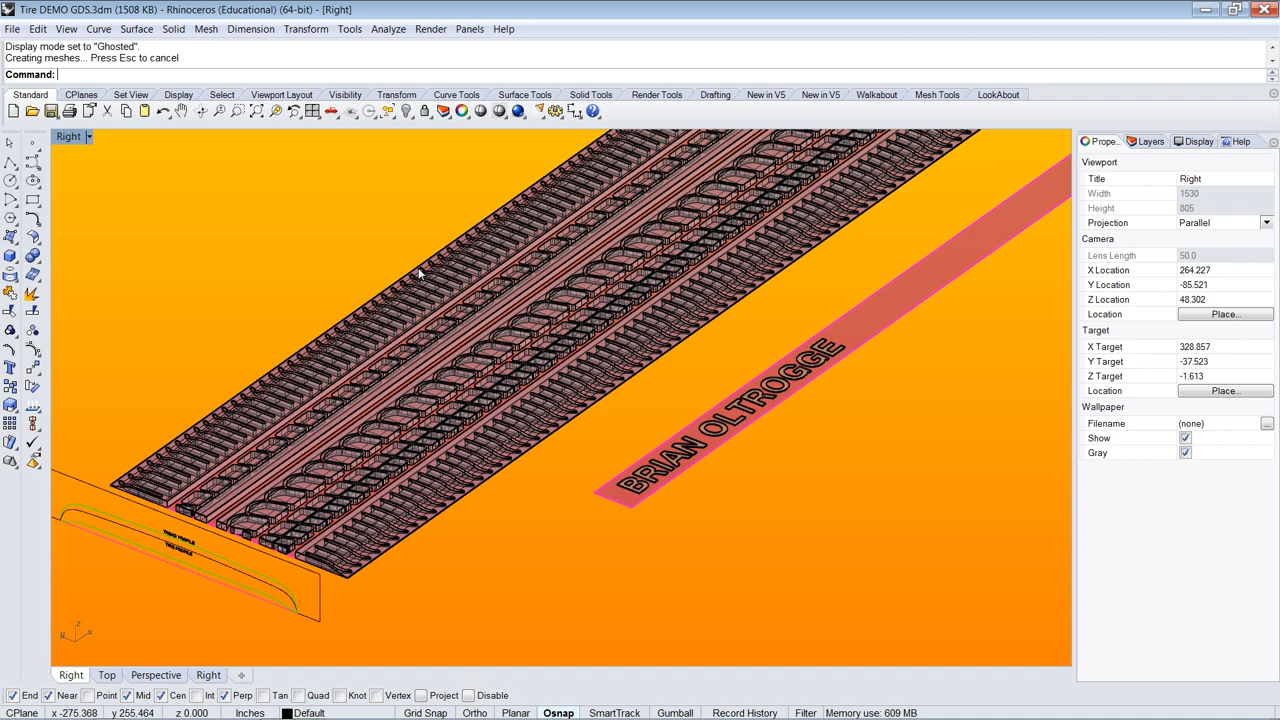 Tire DEMO GDS.3dm (1508 KB) - Rhinoceros (Educational) (64-bit) - [Right]
File Edit View Curve Surface Solid Mesh Dimension Transform Tools Analyze Render Panels Help
Display mode set to "Ghosted".
Creating meshes... Press Esc to cancel
Command:
Standard CPlanes Set View Display Select Viewport Layout Visibility Transform Curve Tools Surface Tools Solid Tools Render Tools Drafting New in V5 New in V5 Walkabout Mesh Tools LookAbout
Right
Prope... Layers Display Help
Viewport
Title Right
Width 1530
Height 805
Projection Parallel
Camera
Lens Length 50.0
X Location 264.227
Y Location -85.521
Z Location 48.302
Location Place...
Target
X Target 328.857
Y Target -37.523
Z Target -1.613
Location Place...
Wallpaper
Filename (none) ...
Show
Gray
BRIAN OLTROGGE
TREAD PROFILE
TIRE PROFILE
z
y x
Right Top Perspective Right
End Near Point Mid Cen Int Perp Tan Quad Knot Vertex Project Disable
CPlane x -275.368 y 255.464 z 0.000 Inches Default Grid Snap Ortho Planar Osnap SmartTrack Gumball Record History Filter Memory use: 609 MB